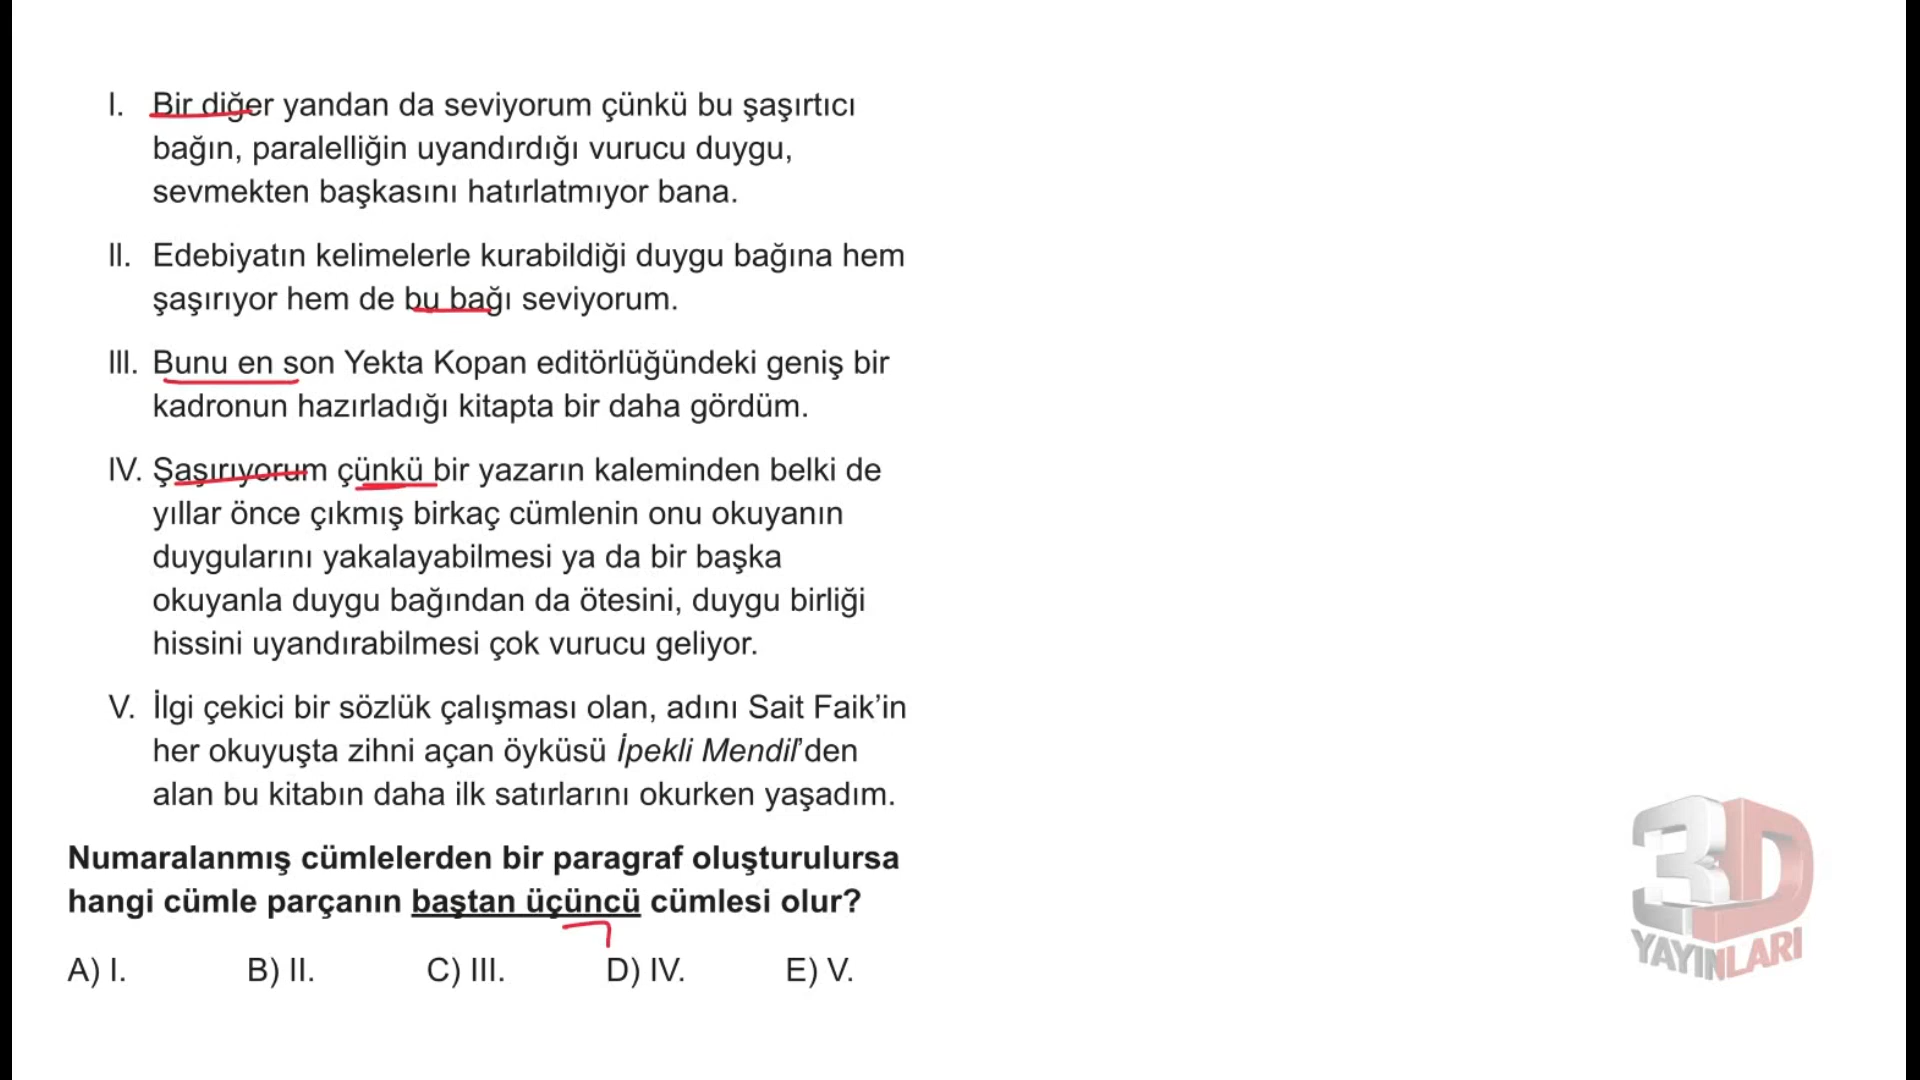 I. Bir diğer yandan da seviyorum çünkü bu şaşırtıcı
bağın, paralelliğin uyandırdığı vurucu duygu,
sevmekten başkasını hatırlatmıyor bana.
II. Edebiyatın kelimelerle kurabildiği duygu bağına hem
şaşırıyor hem de bu bağı seviyorum.
III. Bunu en son Yekta Kopan editörlüğündeki geniş bir
kadronun hazırladığı kitapta bir daha gördüm.
IV. Şaşırıyorum çünkü bir yazarın kaleminden belki de
yıllar önce çıkmış birkaç cümlenin onu okuyanın
duygularını yakalayabilmesi ya da bir başka
okuyanla duygu bağından da ötesini, duygu birliği
hissini uyandırabilmesi çok vurucu geliyor.
V. İlgi çekici bir sözlük çalışması olan, adını Sait Faik’in
her okuyuşta zihni açan öyküsü İpekli Mendil’den
alan bu kitabın daha ilk satırlarını okurken yaşadım.
Numaralanmış cümlelerden bir paragraf oluşturulursa
hangi cümle parçanın baştan üçüncü cümlesi olur?
A) I. B) II. C) III. D) IV. E) V.
3D
YAYINLARI